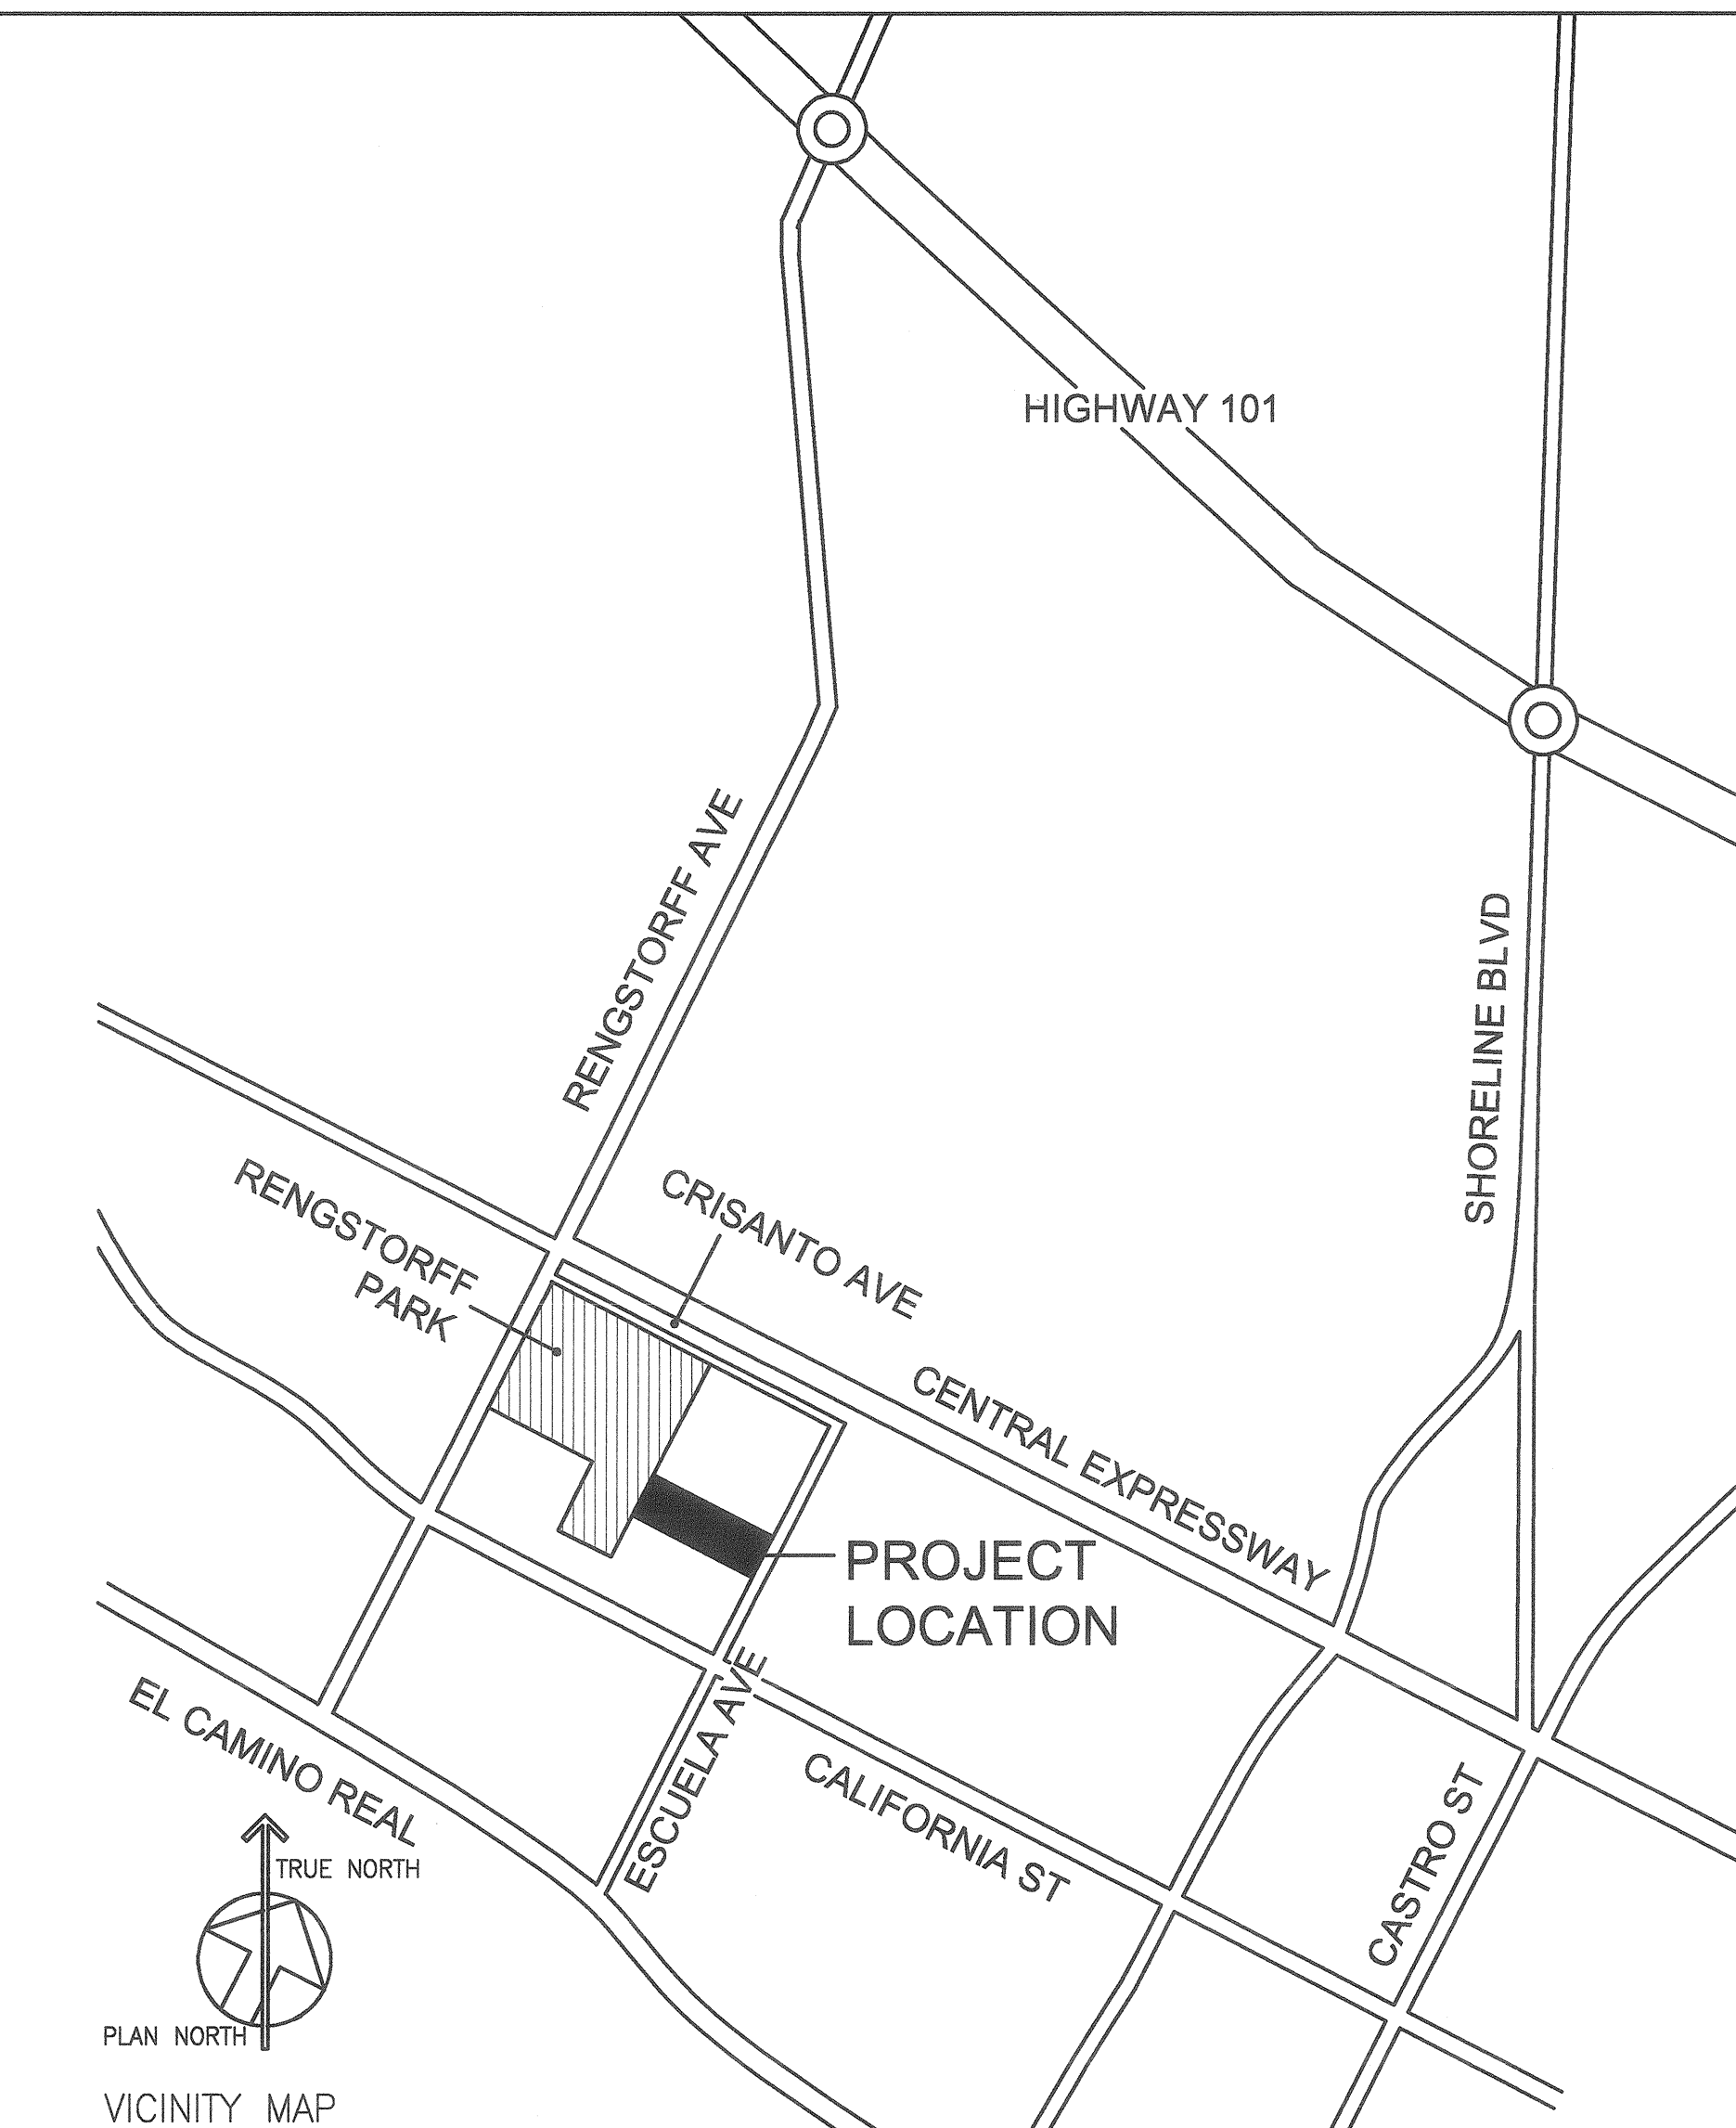 HIGHWAY 101
RENGSTORFF AVE
SHORELINE BLVD
RENGSTORFF
PARK
CRISANTO AVE
CENTRAL EXPRESSWAY
PROJECT
LOCATION
EL CAMINO REAL
ESCUELA AVE
CALIFORNIA ST
CASTRO ST
TRUE NORTH
PLAN NORTH
VICINITY MAP